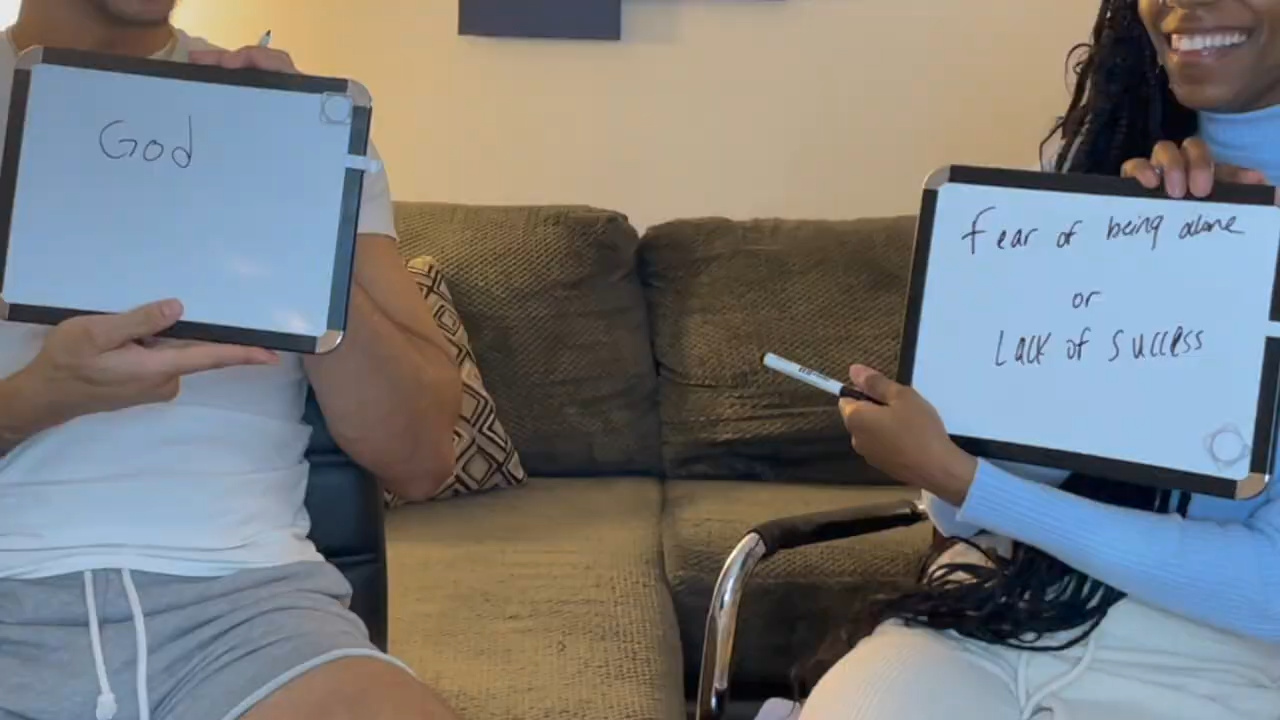 God
fear of being alone
or
Lack of success